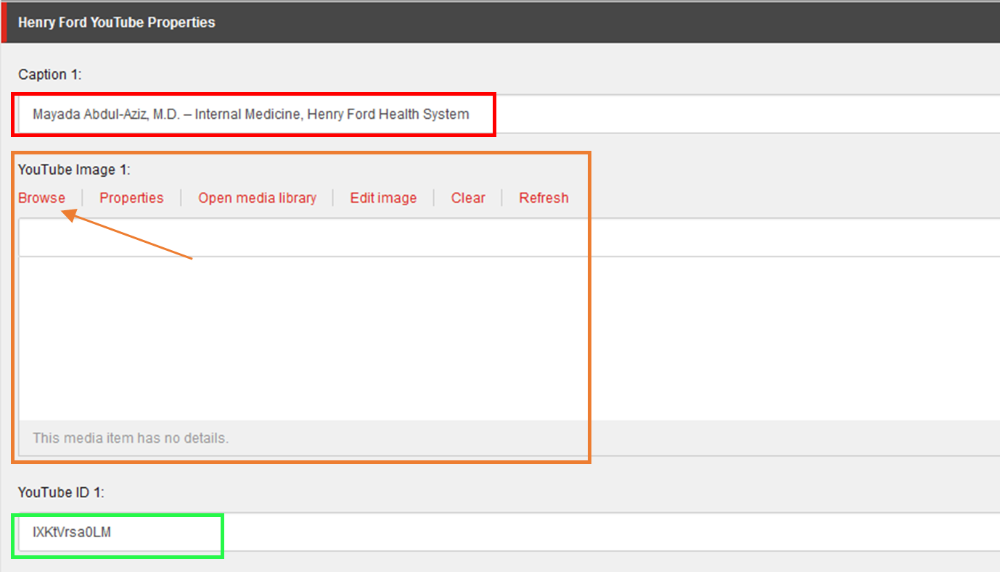 Henry Ford YouTube Properties
Caption 1:
Mayada Abdul-Aziz, M.D. – Internal Medicine, Henry Ford Health System
YouTube Image 1:
Browse Properties Open media library Edit image Clear Refresh
This media item has no details.
YouTube ID 1:
IXKtVrsa0LM